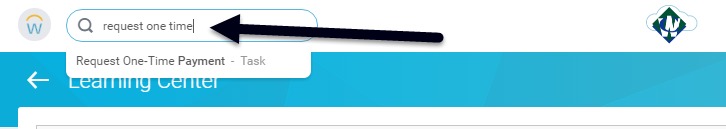 W
request one time
Request One-Time Payment - Task
Learning Center